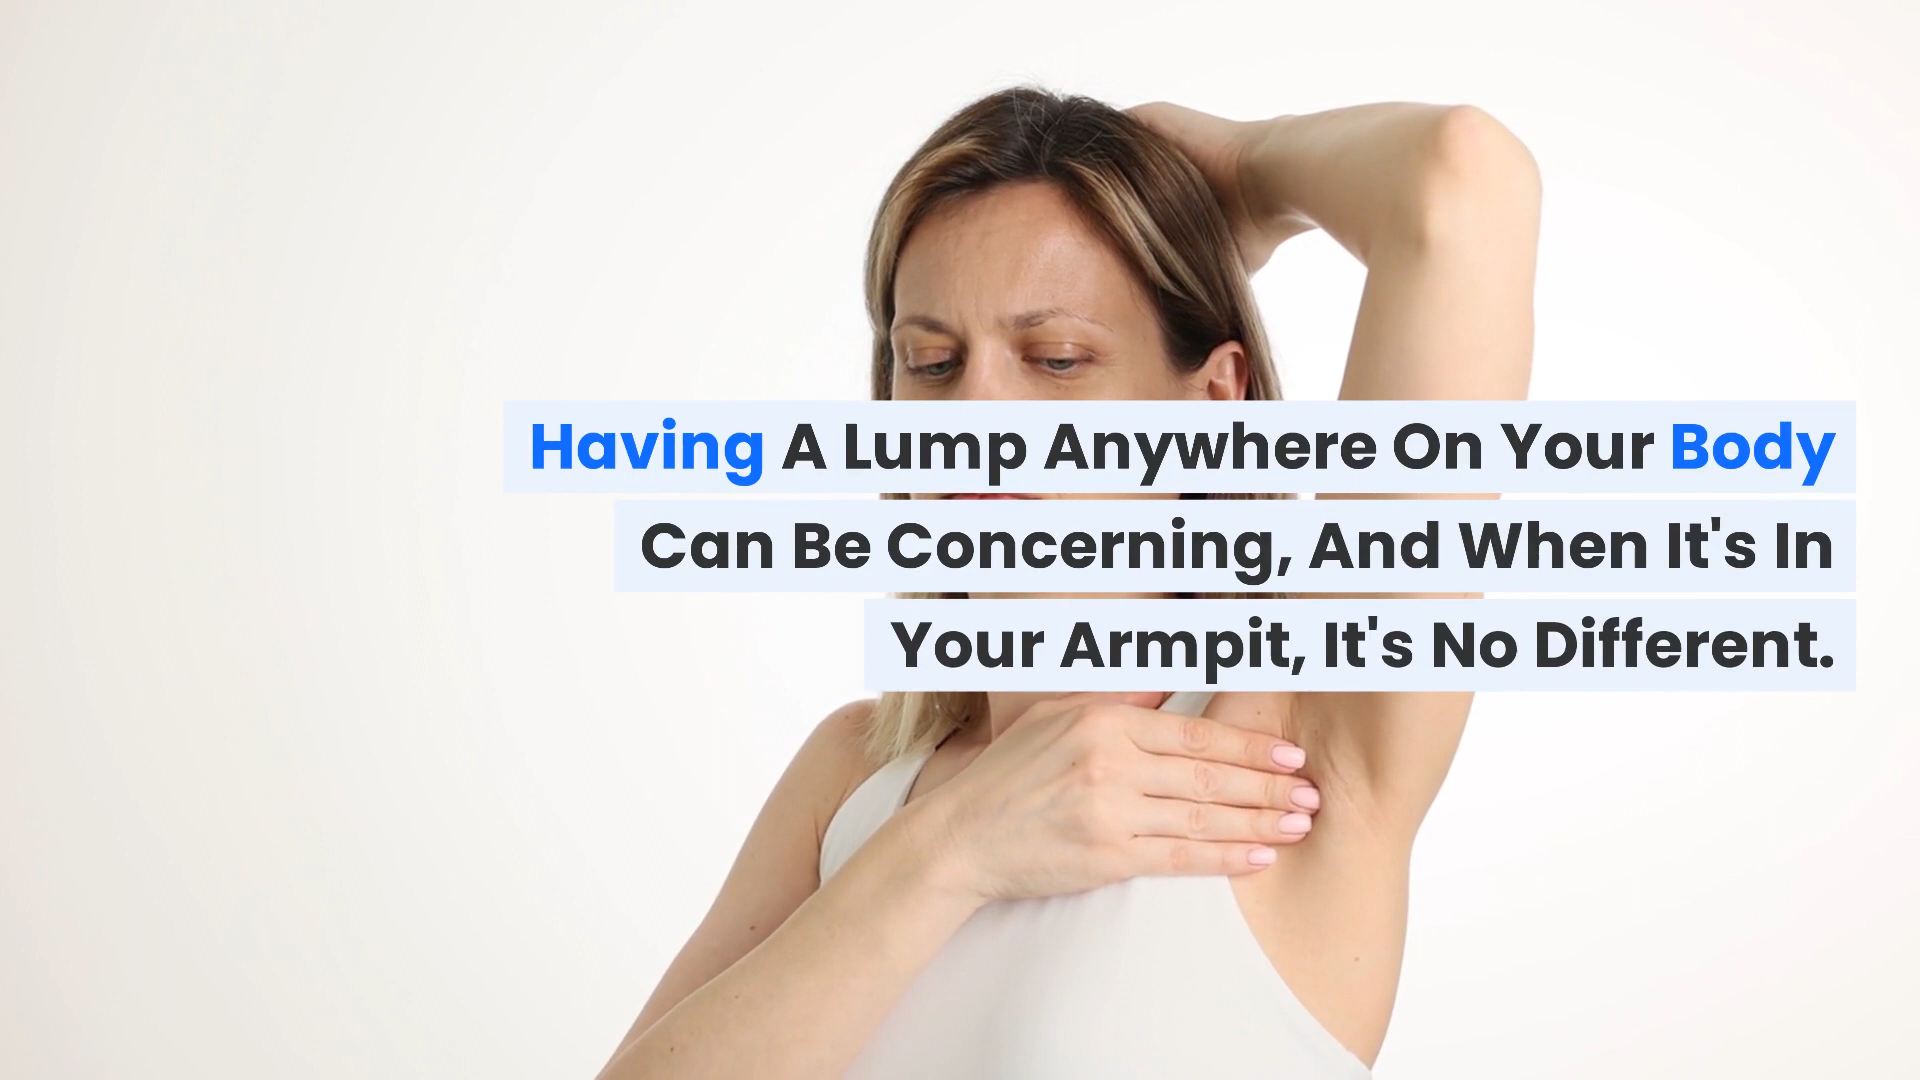 Having A Lump Anywhere On Your Body
Can Be Concerning, And When It's In
Your Armpit, It's No Different.